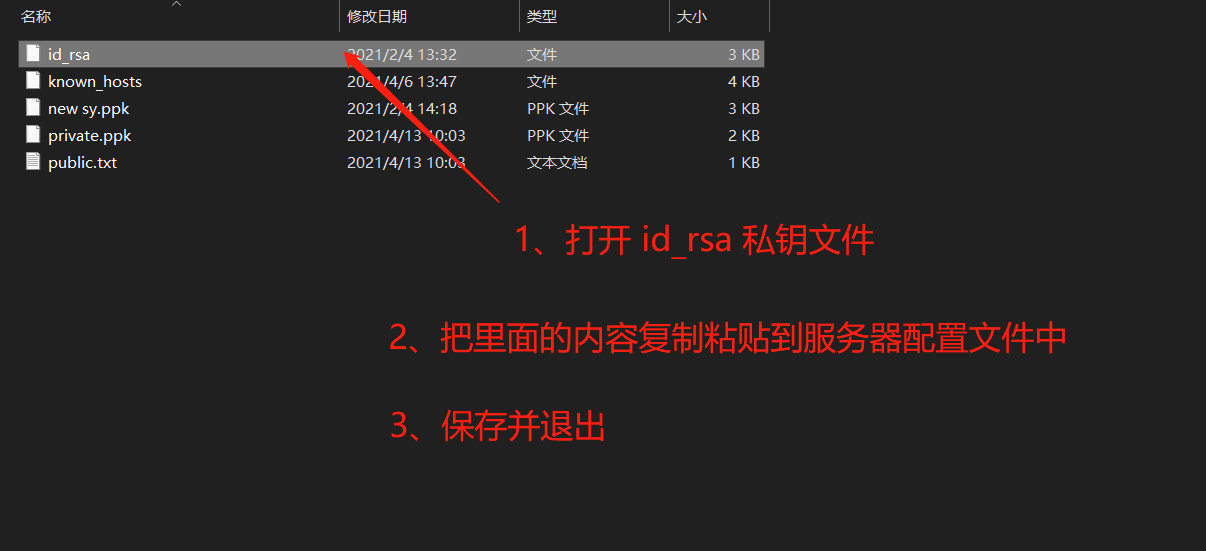 名称 修改日期 类型 大小
id_rsa 2021/2/4 13:32 文件 3 KB
known_hosts 2021/4/6 13:47 文件 4 KB
new sy.ppk 2021/2/4 14:18 PPK 文件 3 KB
private.ppk 2021/4/13 10:03 PPK 文件 2 KB
public.txt 2021/4/13 10:03 文本文档 1 KB
1、打开 id_rsa 私钥文件
2、把里面的内容复制粘贴到服务器配置文件中
3、保存并退出